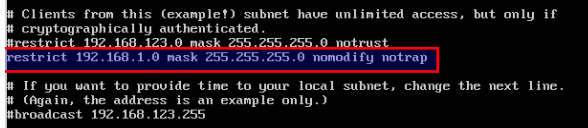 # Clients from this (example!) subnet have unlimited access, but only if
# cryptographically authenticated.
#restrict 192.168.123.0 mask 255.255.255.0 notrust
restrict 192.168.1.0 mask 255.255.255.0 nomodify notrap
# If you want to provide time to your local subnet, change the next line.
# (Again, the address is an example only.)
#broadcast 192.168.123.255